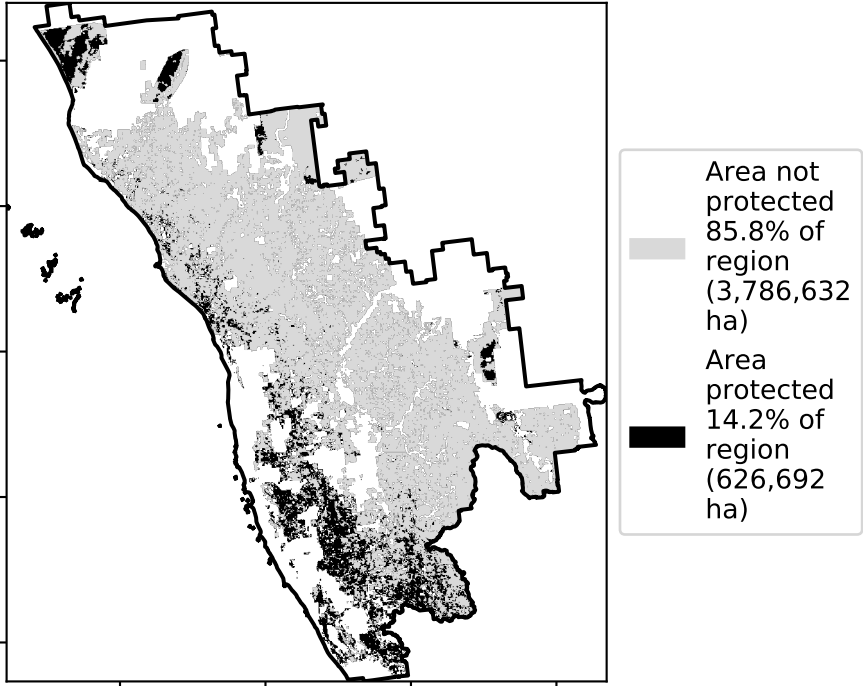 Area not
protected
85.8% of
region
(3,786,632
ha)
Area
protected
14.2% of
region
(626,692
ha)